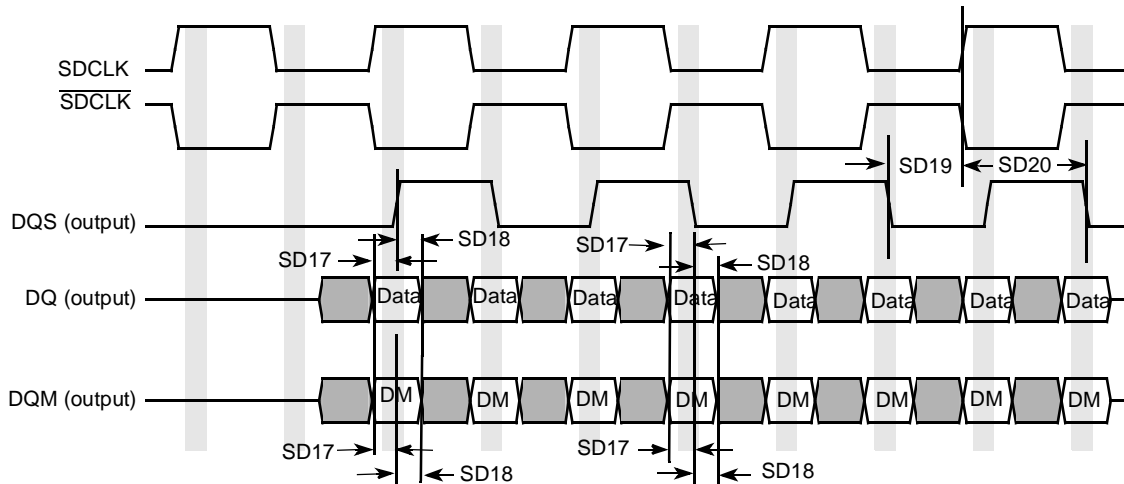 SDCLK
SDCLK
SD19
SD20
DQS (output)
SD18
SD17
SD17
SD18
DQ (output)
Data
Data
Data
Data
Data
Data
Data
Data
DQM (output)
DM
DM
DM
DM
DM
DM
DM
DM
SD17
SD17
SD18
SD18